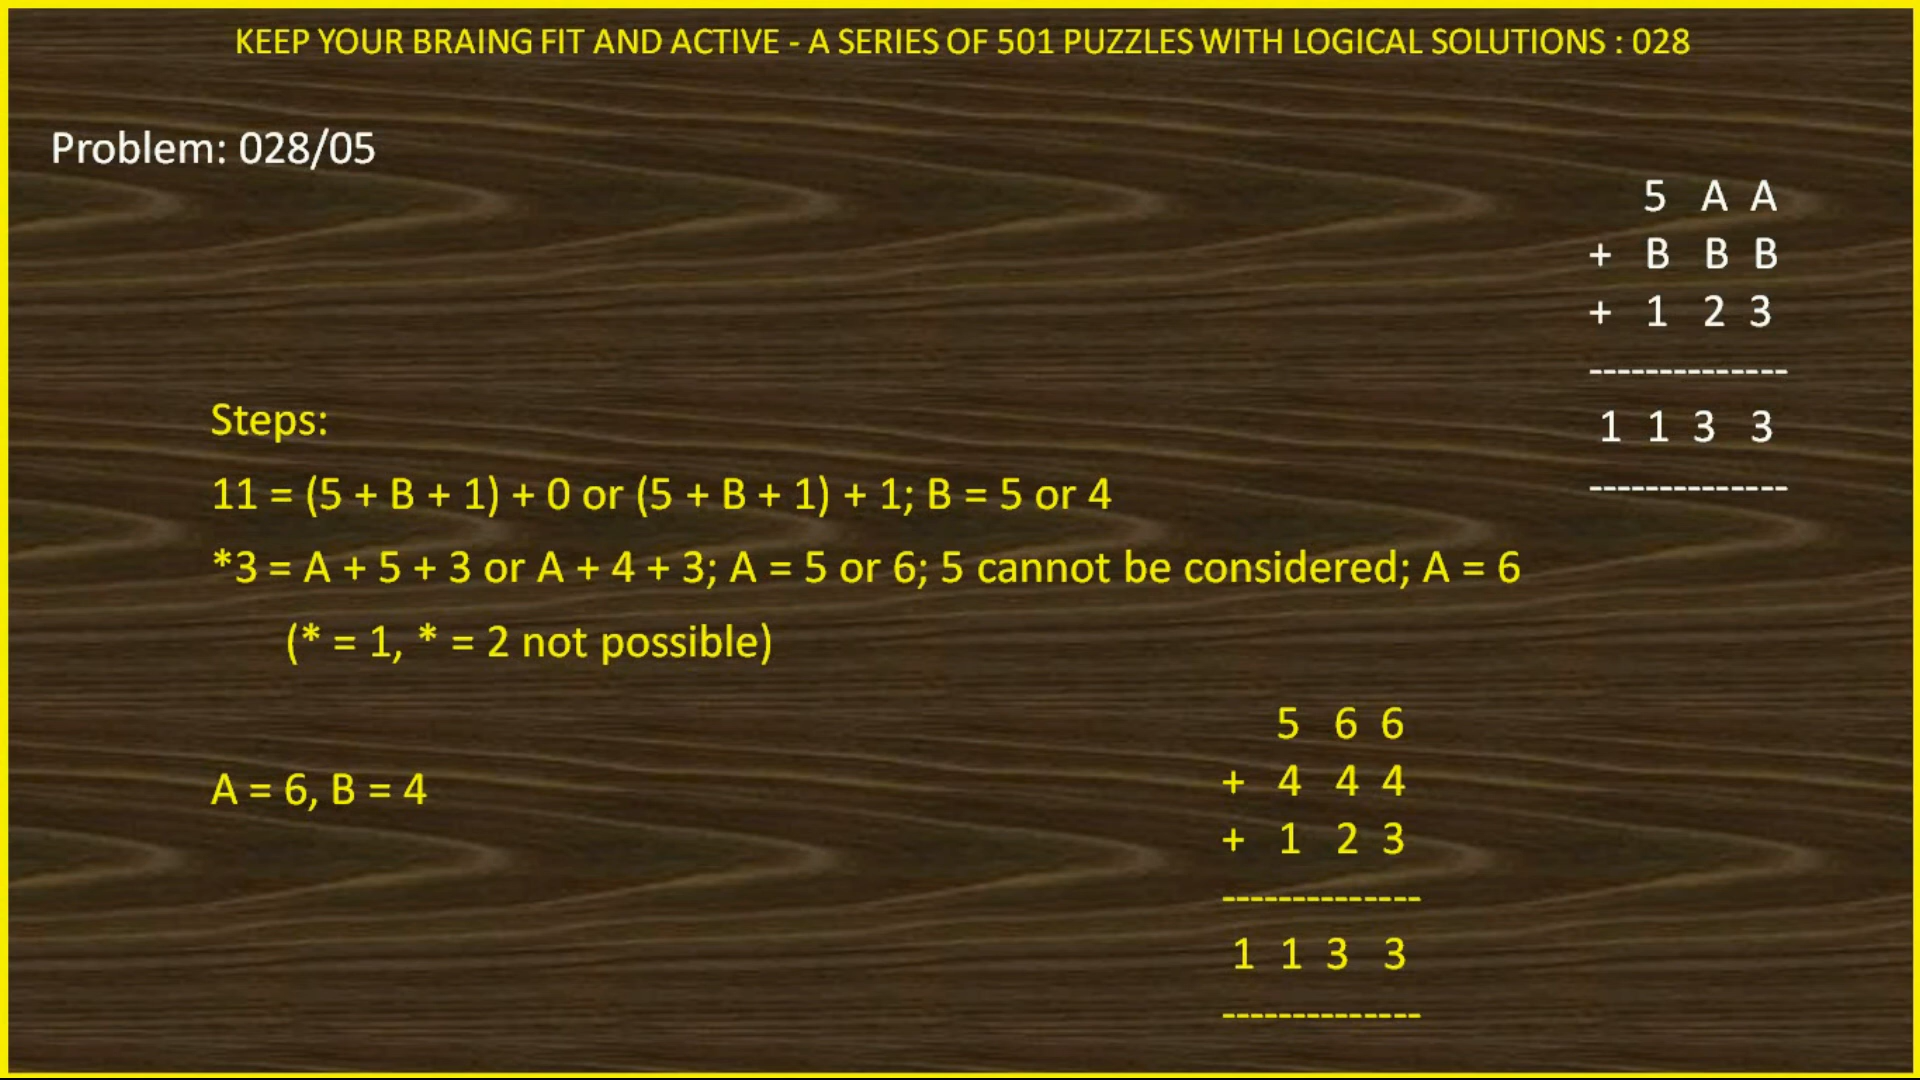 KEEP YOUR BRAING FIT AND ACTIVE - A SERIES OF 501 PUZZLES WITH LOGICAL SOLUTIONS : 028
Problem: 028/05
5 A A
+ B B B
+ 1 2 3
--------------
1 1 3 3
--------------
Steps:
11 = (5 + B + 1) + 0 or (5 + B + 1) + 1; B = 5 or 4
*3 = A + 5 + 3 or A + 4 + 3; A = 5 or 6; 5 cannot be considered; A = 6
(* = 1, * = 2 not possible)
A = 6, B = 4
5 6 6
+ 4 4 4
+ 1 2 3
--------------
1 1 3 3
--------------